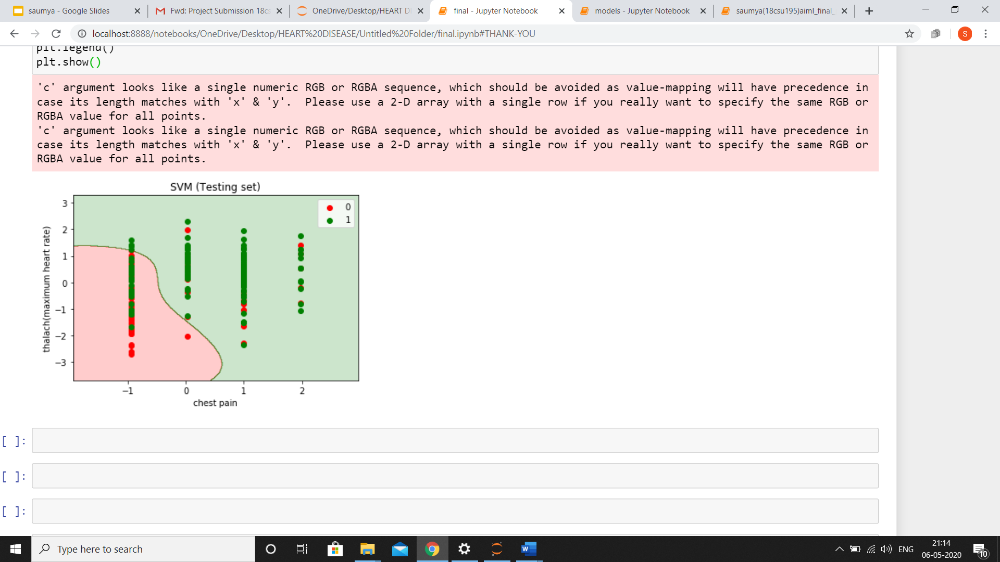 saumya - Google Slides
Fwd: Project Submission 18cs
OneDrive/Desktop/HEART D
final - Jupyter Notebook
models - Jupyter Notebook
saumya(18csu195)aiml_final_
localhost:8888/notebooks/OneDrive/Desktop/HEART%20DISEASE/Untitled%20Folder/final.ipynb#THANK-YOU
S
plt.legend()
plt.show()
'c' argument looks like a single numeric RGB or RGBA sequence, which should be avoided as value-mapping will have precedence in
case its length matches with 'x' & 'y'.  Please use a 2-D array with a single row if you really want to specify the same RGB or
RGBA value for all points.
'c' argument looks like a single numeric RGB or RGBA sequence, which should be avoided as value-mapping will have precedence in
case its length matches with 'x' & 'y'.  Please use a 2-D array with a single row if you really want to specify the same RGB or
RGBA value for all points.
SVM (Testing set)
0
1
3
2
1
0
−1
−2
−3
thalach(maximum heart rate)
−1 0 1 2
chest pain
[ ]:
[ ]:
[ ]:
Type here to search
W
ENG
21:14
06-05-2020
10